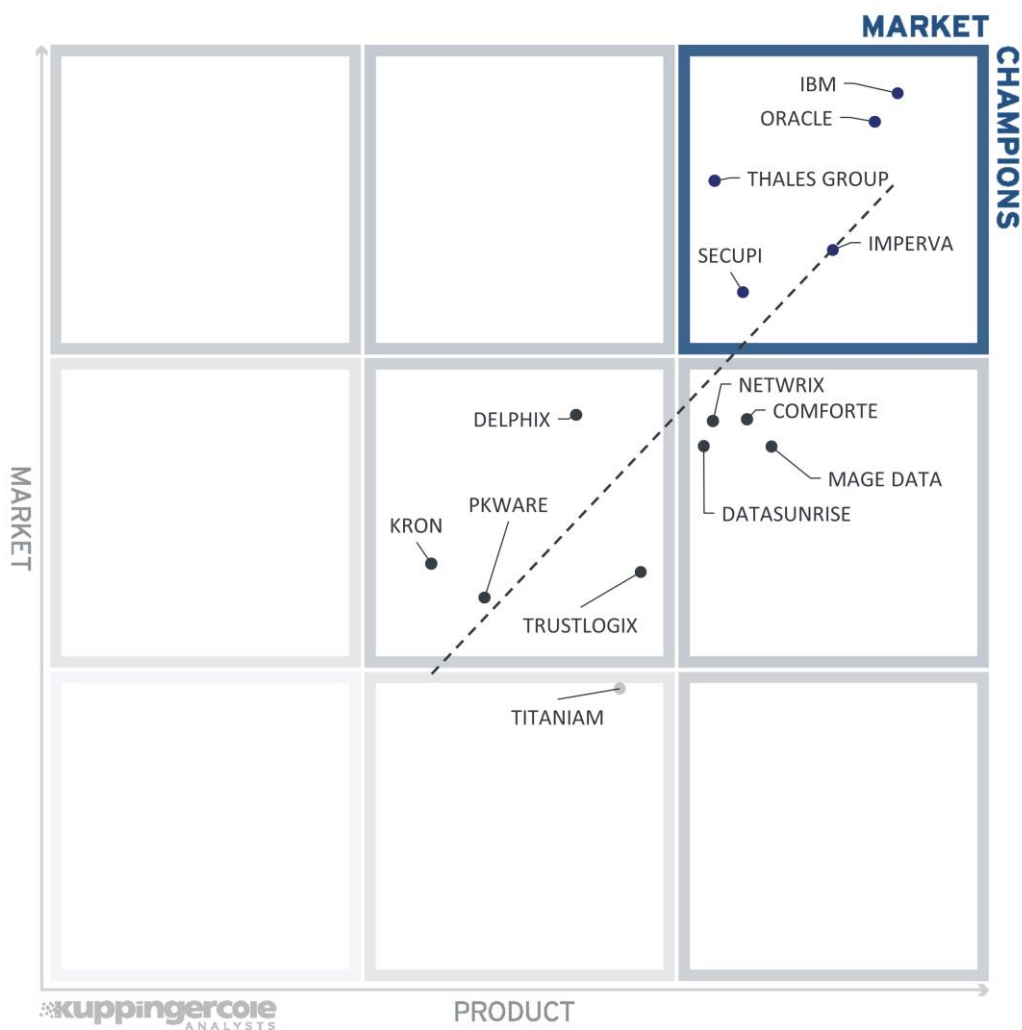 MARKET
CHAMPIONS
IBM
ORACLE
THALES GROUP
IMPERVA
SECUPI
NETWRIX
COMFORTE
DELPHIX
MAGE DATA
PKWARE
DATASUNRISE
KRON
MARKET
TRUSTLOGIX
TITANIAM
kuppingercole
ANALYSTS
PRODUCT